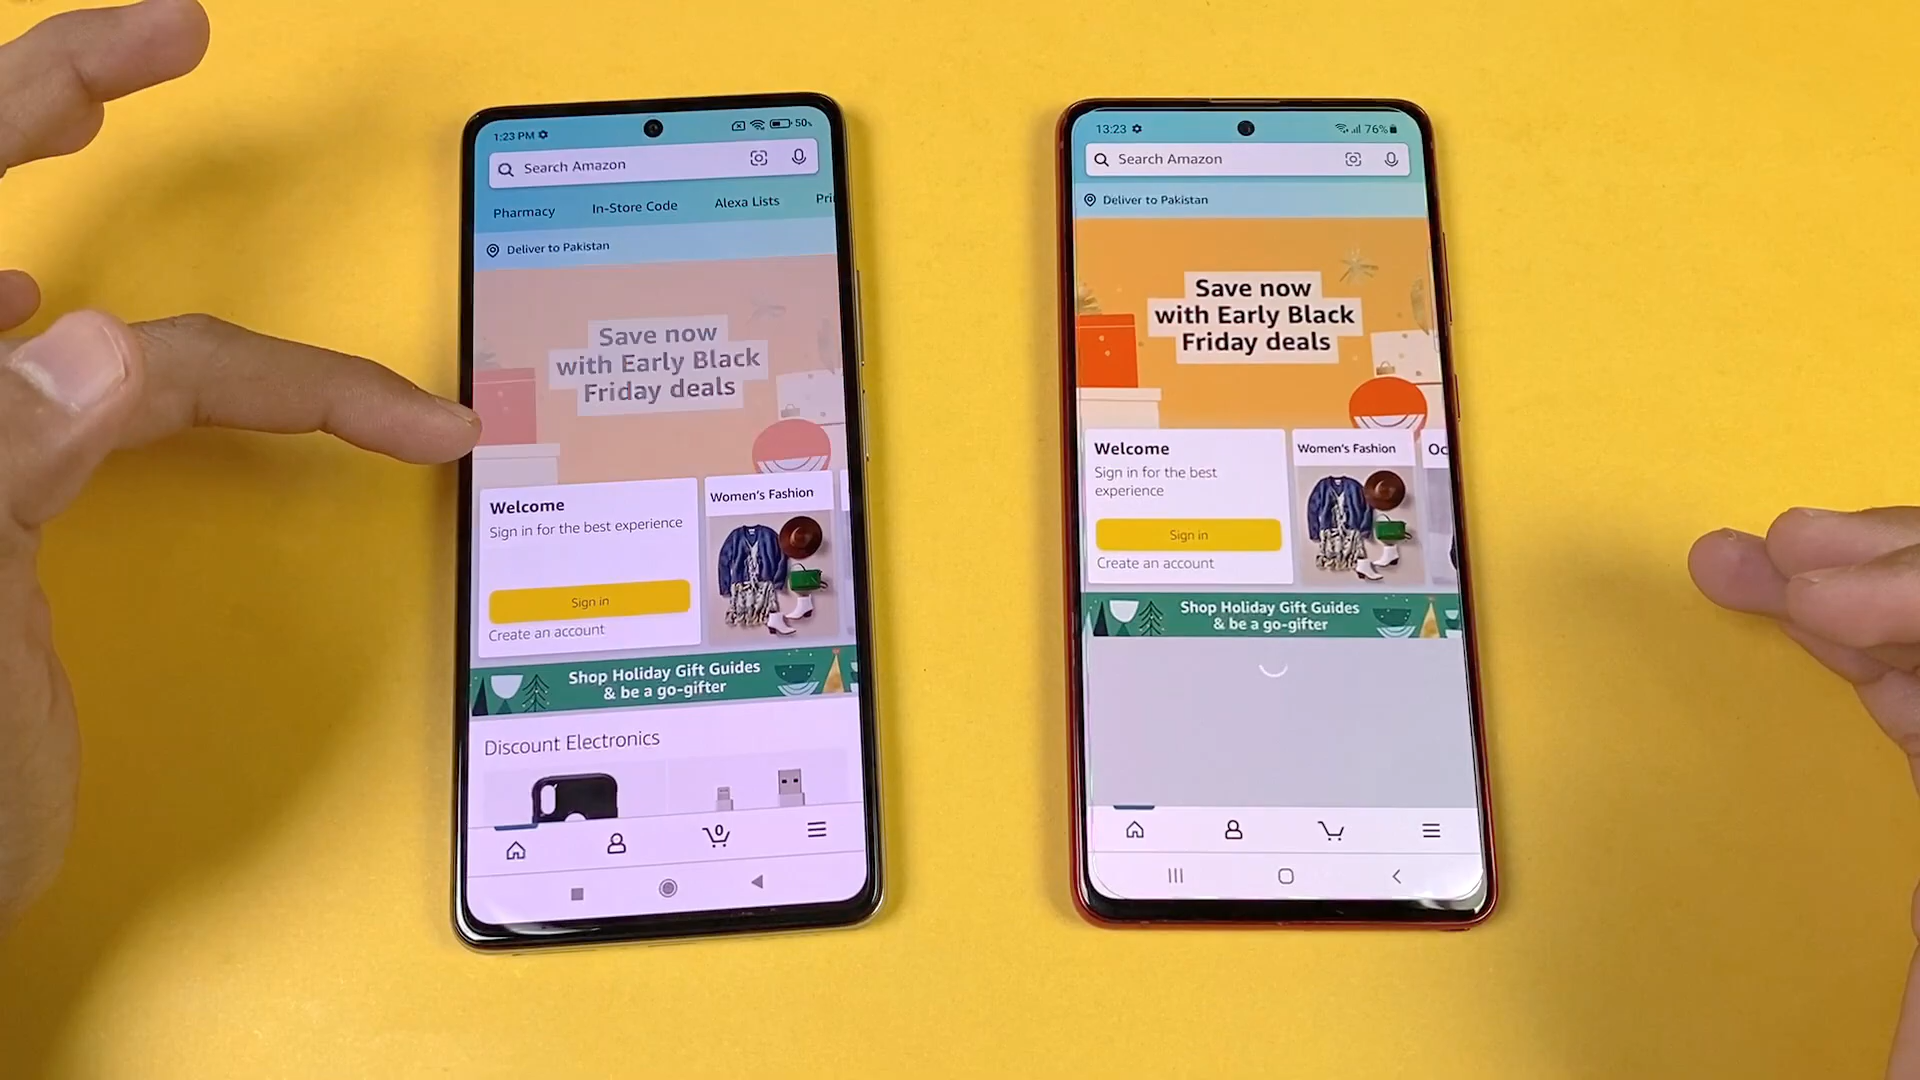 1:23 PM
50%
Search Amazon
Pharmacy
In-Store Code
Alexa Lists
Pri
Deliver to Pakistan
Save now
with Early Black
Friday deals
Welcome
Sign in for the best experience
Sign in
Create an account
Women's Fashion
Shop Holiday Gift Guides
& be a go-gifter
Discount Electronics
0
13:23
76%
Search Amazon
Deliver to Pakistan
Save now
with Early Black
Friday deals
Welcome
Sign in for the best
experience
Sign in
Create an account
Women's Fashion
Oc
Shop Holiday Gift Guides
& be a go-gifter